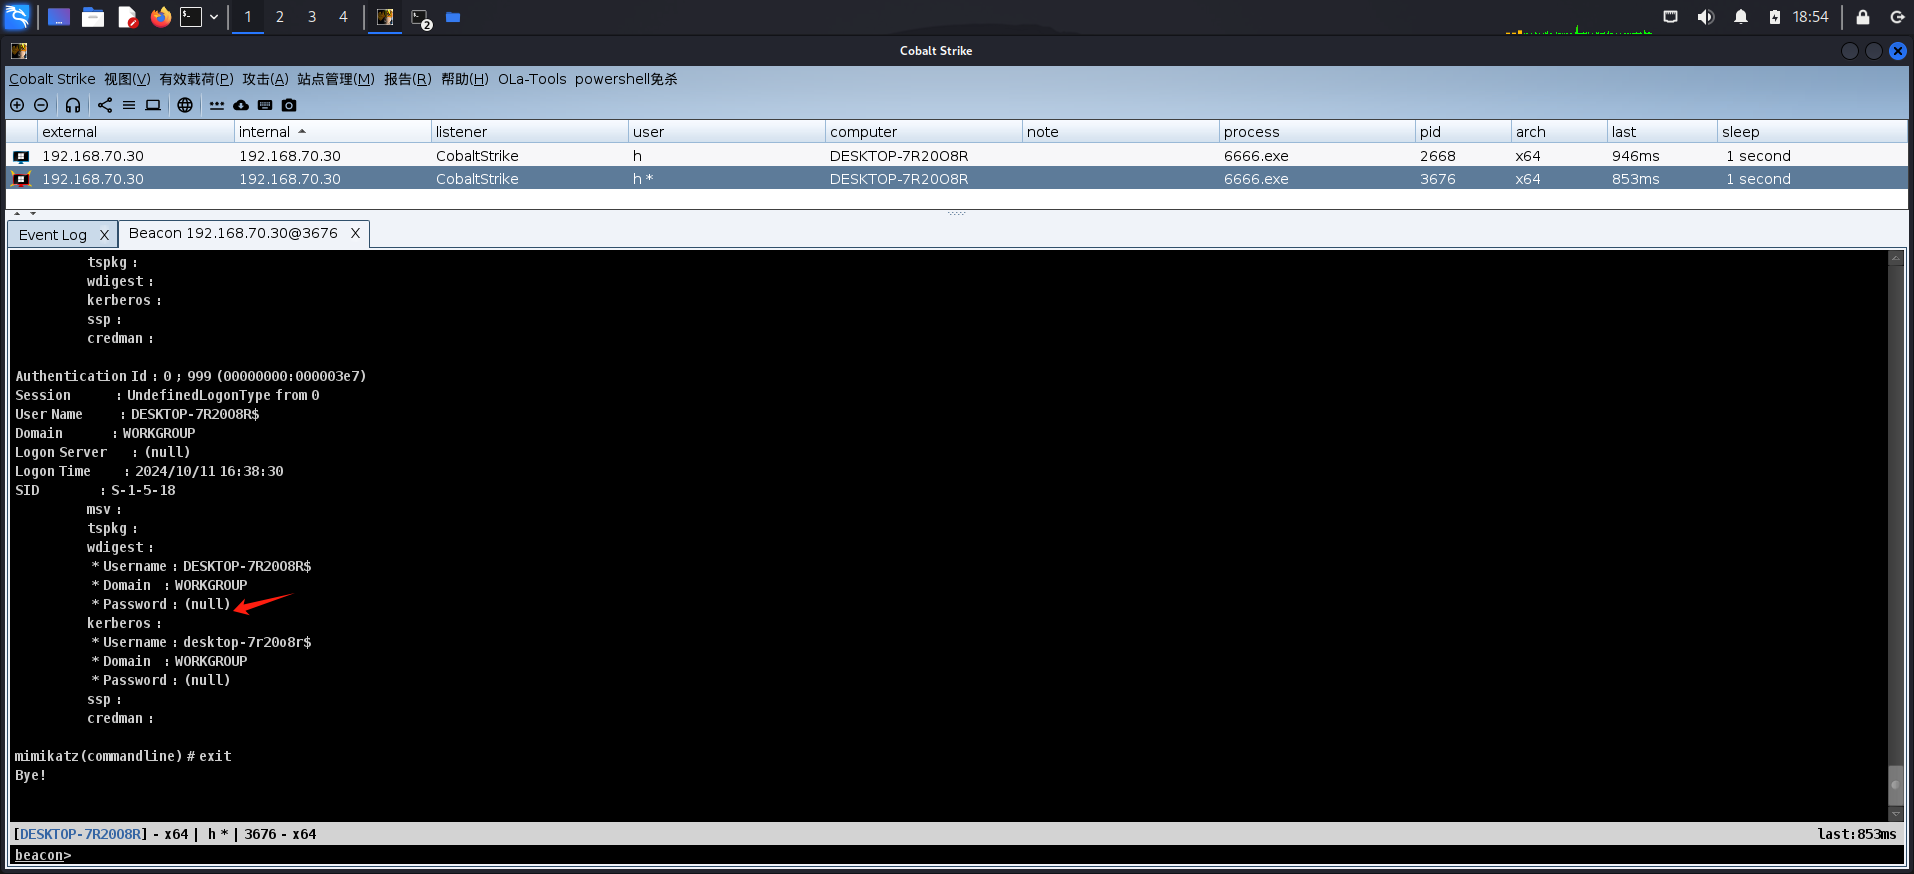 1 2 3 4 2 18:54
Cobalt Strike
Cobalt Strike 视图(V) 有效载荷(P) 攻击(A) 站点管理(M) 报告(R) 帮助(H) OLa-Tools powershell免杀
external internal listener user computer note process pid arch last sleep
192.168.70.30 192.168.70.30 CobaltStrike h DESKTOP-7R20O8R 6666.exe 2668 x64 946ms 1 second
192.168.70.30 192.168.70.30 CobaltStrike h * DESKTOP-7R20O8R 6666.exe 3676 x64 853ms 1 second
Event Log X Beacon 192.168.70.30@3676 X
tspkg :
wdigest :
kerberos :
ssp :
credman :
Authentication Id : 0 ; 999 (00000000:000003e7)
Session : UndefinedLogonType from 0
User Name : DESKTOP-7R20O8R$
Domain : WORKGROUP
Logon Server : (null)
Logon Time : 2024/10/11 16:38:30
SID : S-1-5-18
msv :
tspkg :
wdigest :
* Username : DESKTOP-7R20O8R$
* Domain : WORKGROUP
* Password : (null)
kerberos :
* Username : desktop-7r20o8r$
* Domain : WORKGROUP
* Password : (null)
ssp :
credman :
mimikatz(commandline) # exit
Bye!
[DESKTOP-7R20O8R] - x64 | h * | 3676 - x64 last:853ms
beacon>